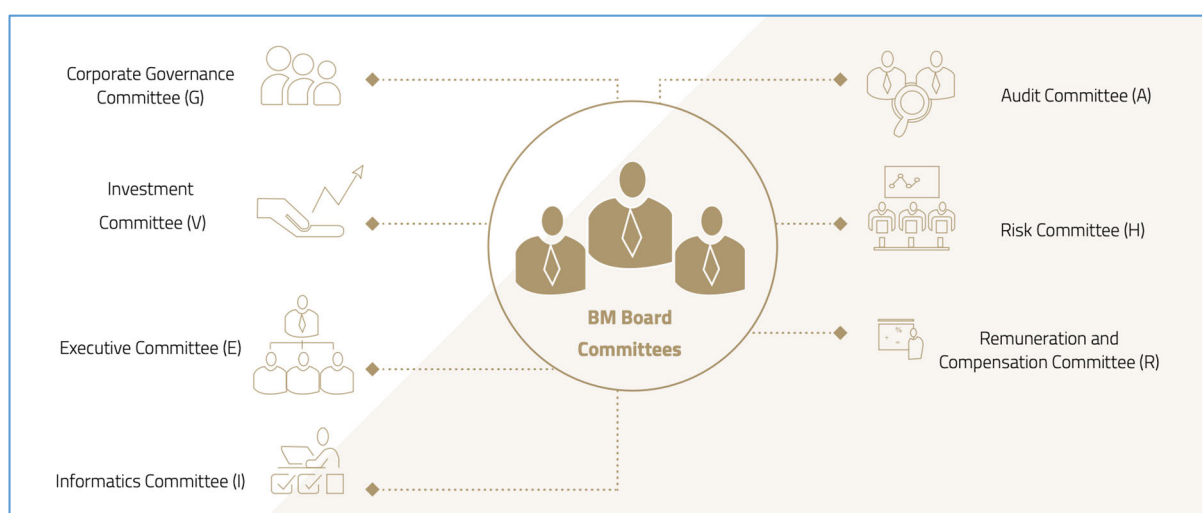 Corporate Governance
Committee (G)
Investment
Committee (V)
Executive Committee (E)
Informatics Committee (I)
BM Board
Committees
Audit Committee (A)
Risk Committee (H)
Remuneration and
Compensation Committee (R)